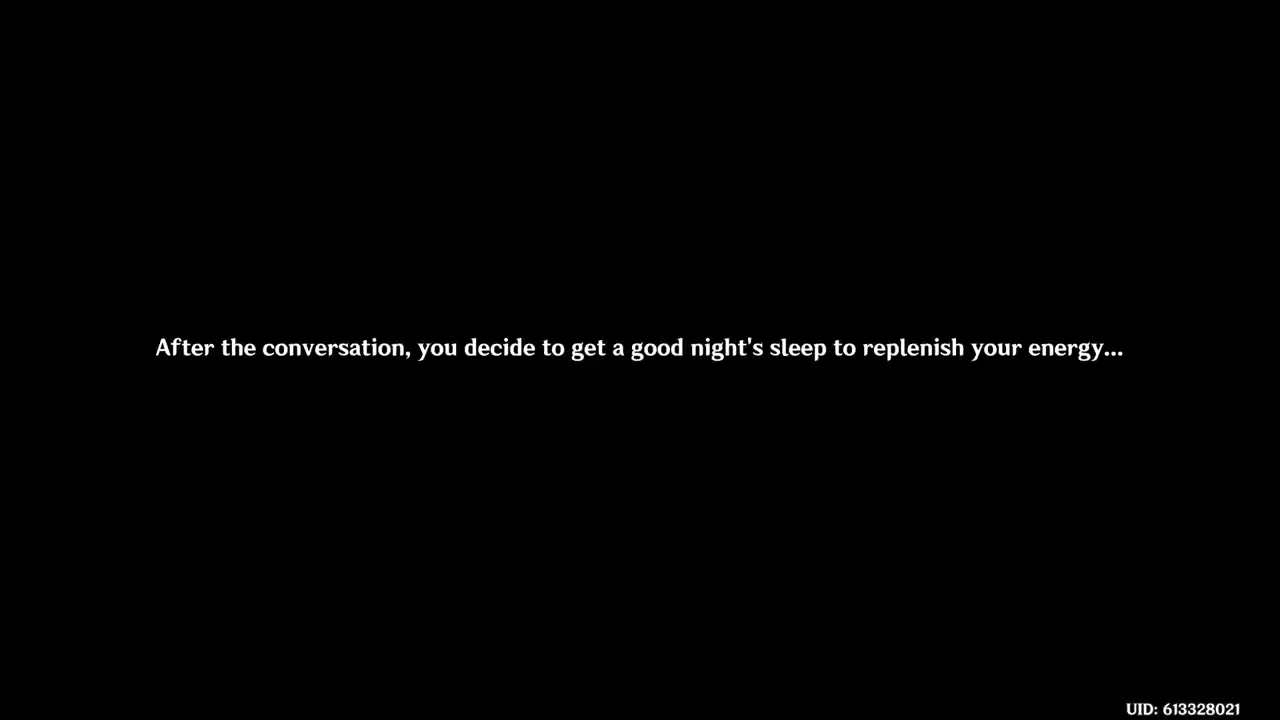 After the conversation, you decide to get a good night's sleep to replenish your energy...
UID: 613328021